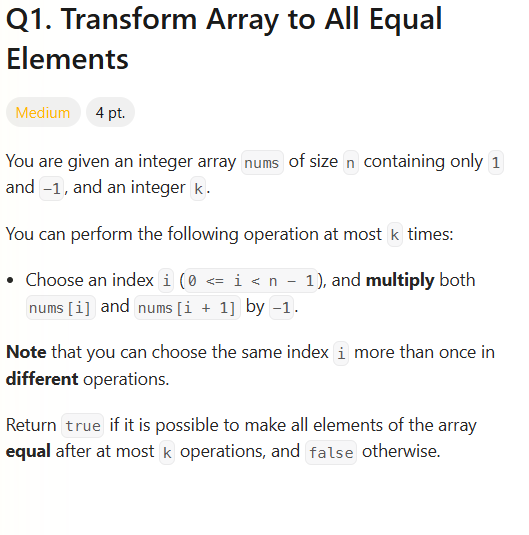 Q1. Transform Array to All Equal
Elements
Medium 4 pt.
You are given an integer array nums of size n containing only 1
and -1, and an integer k.
You can perform the following operation at most k times:
• Choose an index i (0 <= i < n - 1), and multiply both
nums[i] and nums[i + 1] by -1.
Note that you can choose the same index i more than once in
different operations.
Return true if it is possible to make all elements of the array
equal after at most k operations, and false otherwise.